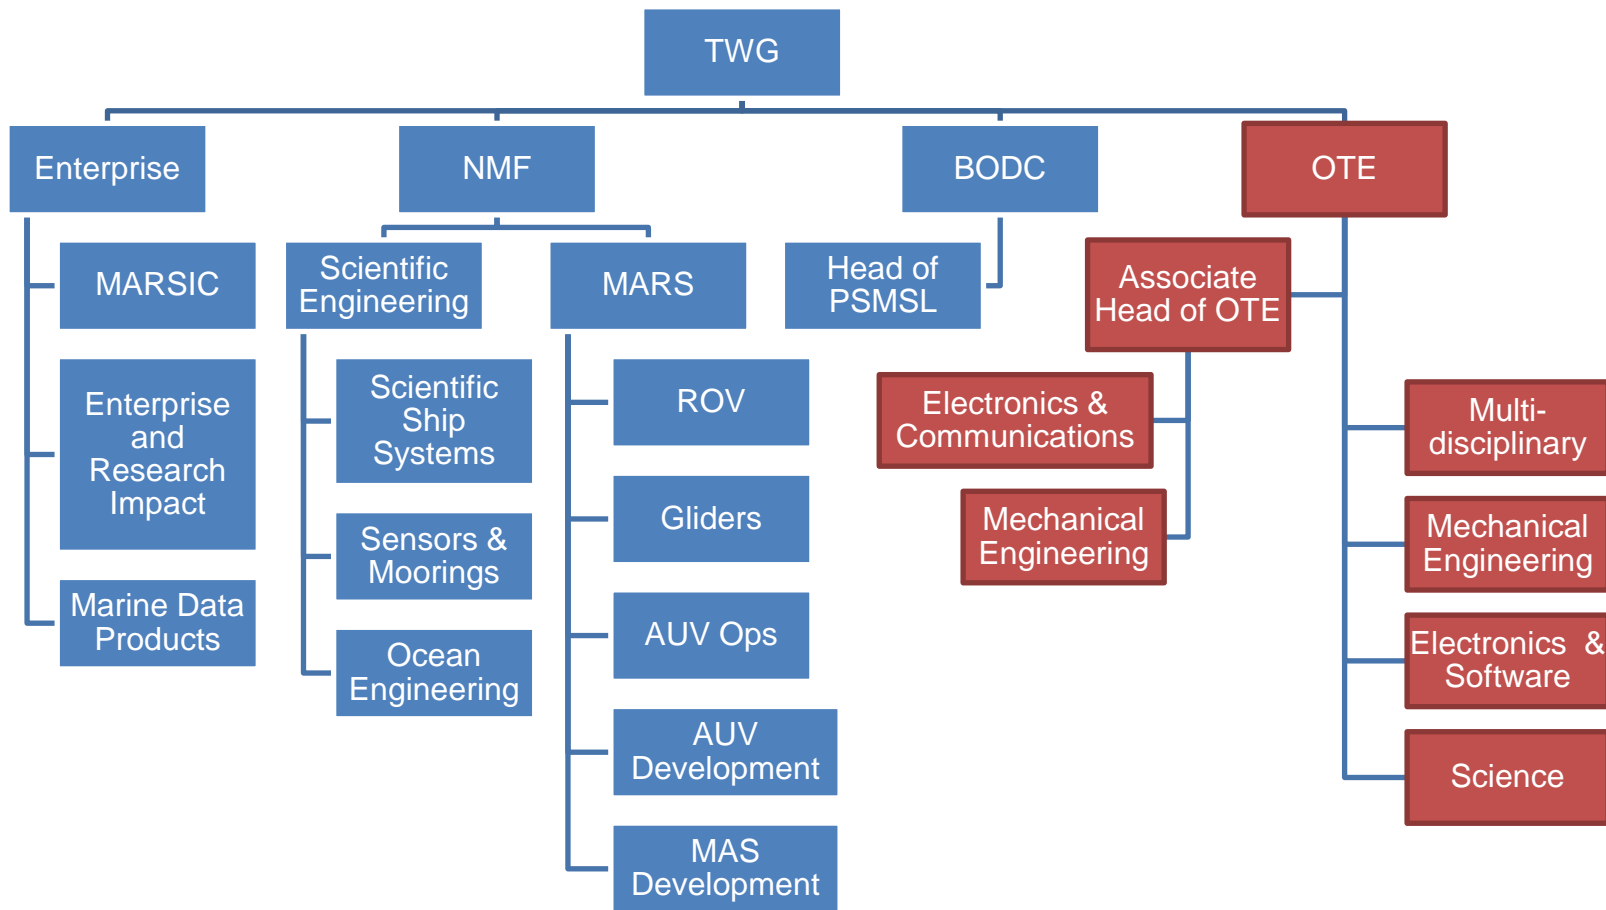 TWG
Enterprise
NMF
BODC
OTE
MARSIC
Enterprise
and
Research
Impact
Marine Data
Products
Scientific
Engineering
Scientific
Ship
Systems
Sensors &
Moorings
Ocean
Engineering
MARS
ROV
Gliders
AUV Ops
AUV
Development
MAS
Development
Head of
PSMSL
Associate
Head of OTE
Electronics &
Communications
Mechanical
Engineering
Multi-
disciplinary
Mechanical
Engineering
Electronics &
Software
Science